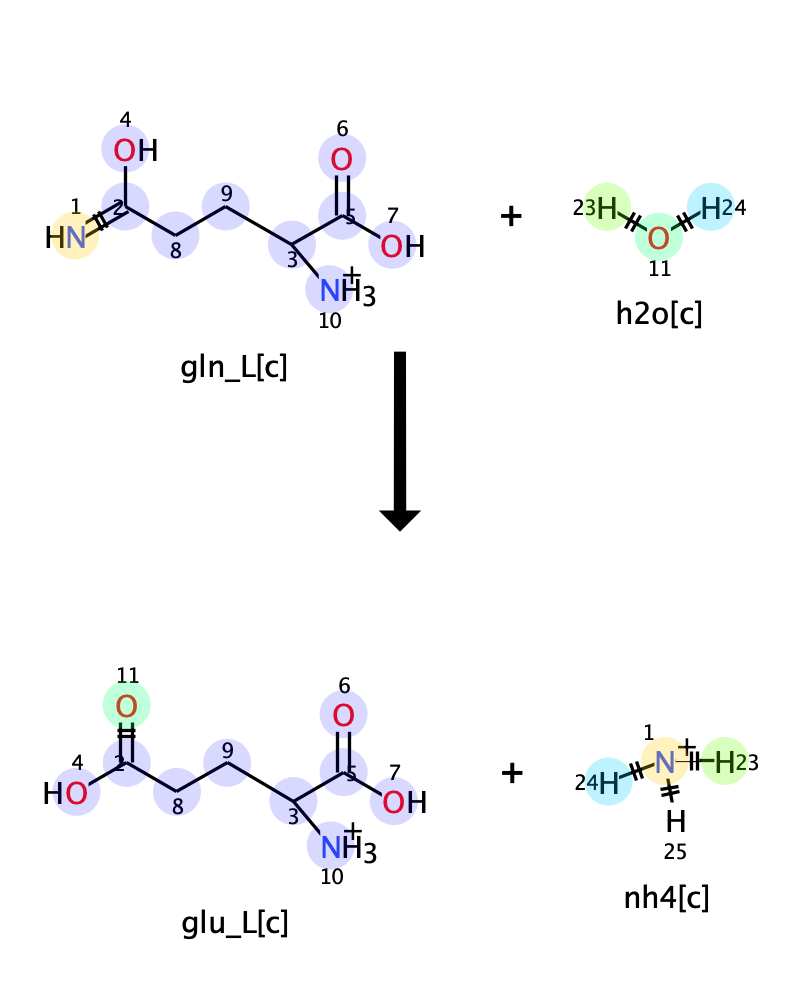 4
OH
6
O
1
HN
2
9
8
3
5
7
OH
NH3
+
10
gln_L[c]
+
23H
H24
O
11
h2o[c]
11
O
4
HO
2
9
8
3
6
O
5
7
OH
NH3
+
10
glu_L[c]
+
1
N
+
24H
H23
H
25
nh4[c]